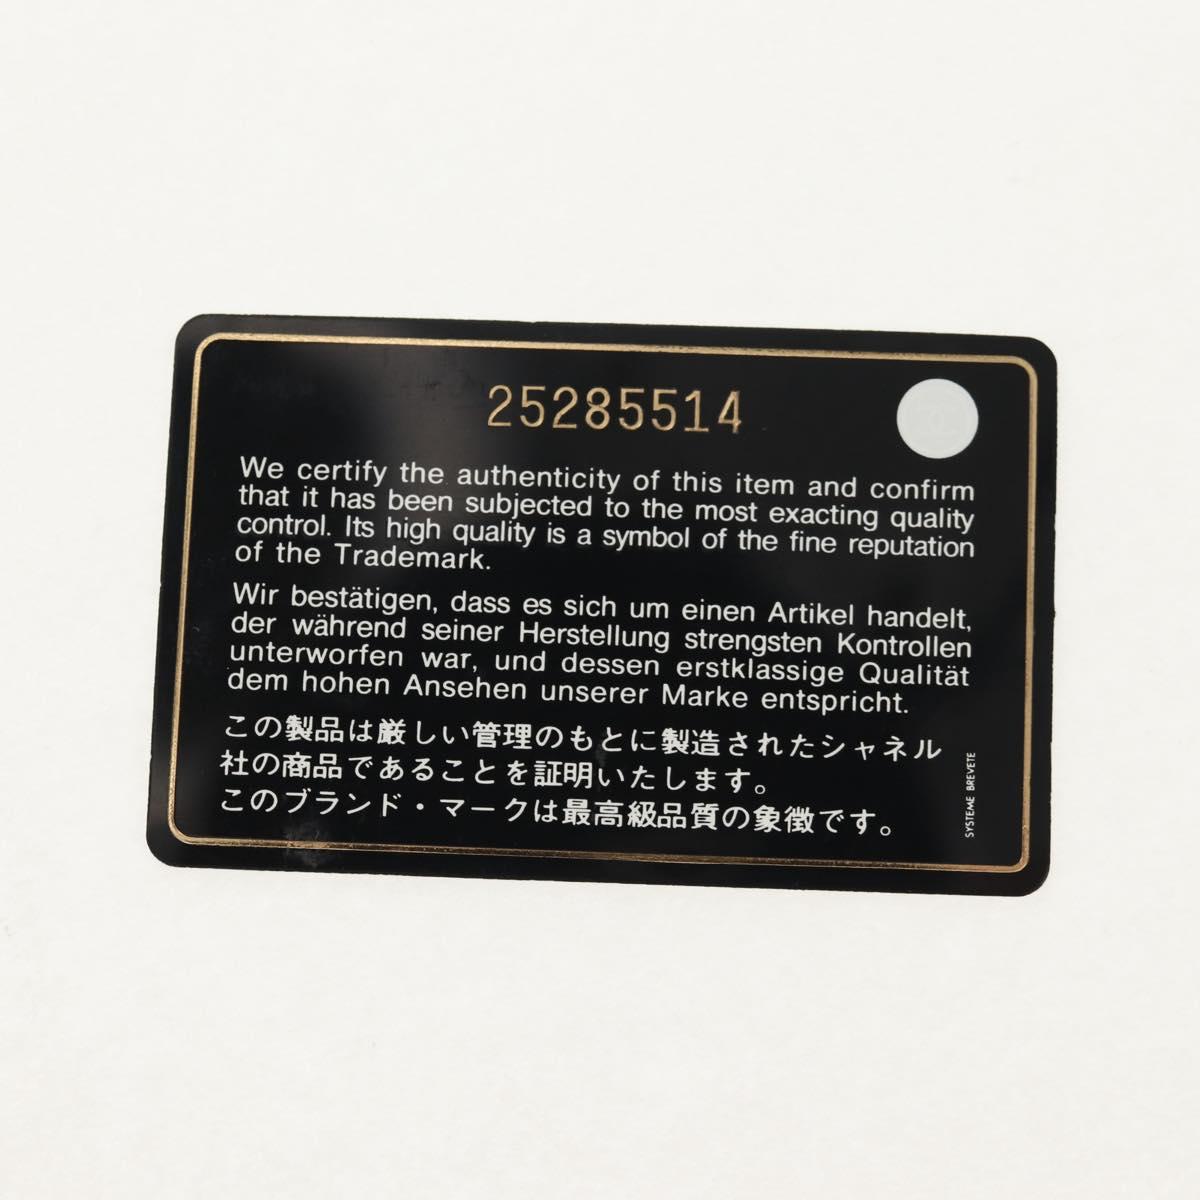 25285514
We certify the authenticity of this item and confirm
that it has been subjected to the most exacting quality
control. Its high quality is a symbol of the fine reputation
of the Trademark.
Wir bestätigen, dass es sich um einen Artikel handelt,
der während seiner Herstellung strengsten Kontrollen
unterworfen war, und dessen erstklassige Qualität
dem hohen Ansehen unserer Marke entspricht.
この製品は厳しい管理のもとに製造されたシャネル
社の商品であることを証明いたします。
このブランド・マークは最高級品質の象徴です。
SYSTEME BREVETE